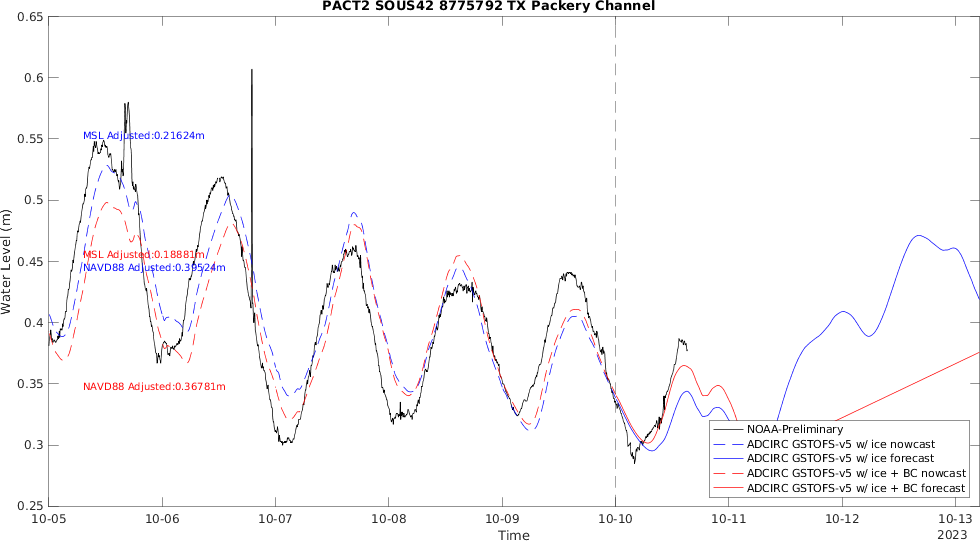 PACT2 SOUS42 8775792 TX Packery Channel
0.65
0.6
0.55
0.5
0.45
0.4
0.35
0.3
0.25
Water Level (m)
MSL Adjusted:0.21624m
MSL Adjusted:0.18881m
NAVD88 Adjusted:0.39524m
NAVD88 Adjusted:0.36781m
NOAA-Preliminary
ADCIRC GSTOFS-v5 w/ ice nowcast
ADCIRC GSTOFS-v5 w/ ice forecast
ADCIRC GSTOFS-v5 w/ ice + BC nowcast
ADCIRC GSTOFS-v5 w/ ice + BC forecast
10-05 10-06 10-07 10-08 10-09 10-10 10-11 10-12 10-13
Time
2023